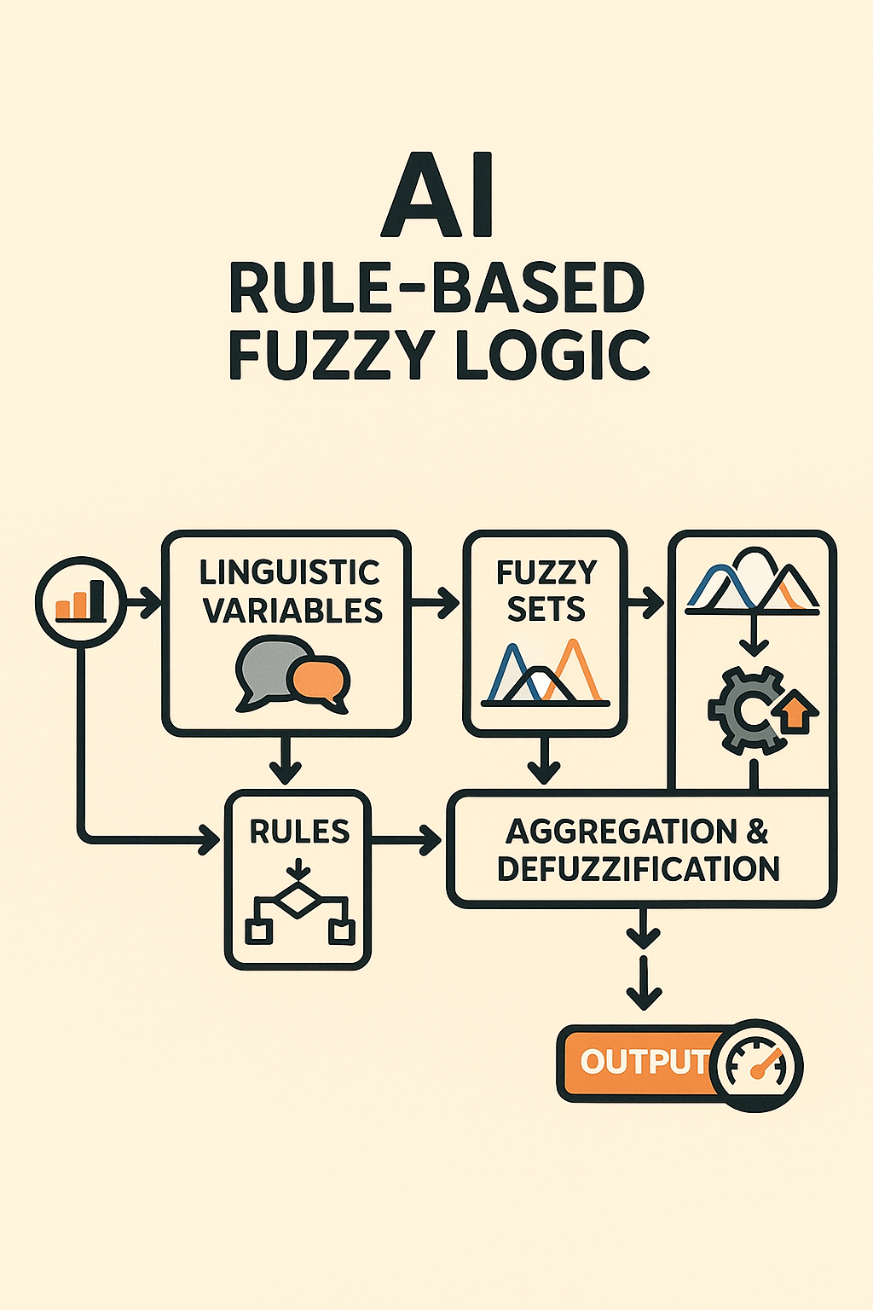 AI
RULE-BASED
FUZZY LOGIC
LINGUISTIC
VARIABLES
FUZZY
SETS
RULES
AGGREGATION &
DEFUZZIFICATION
OUTPUT